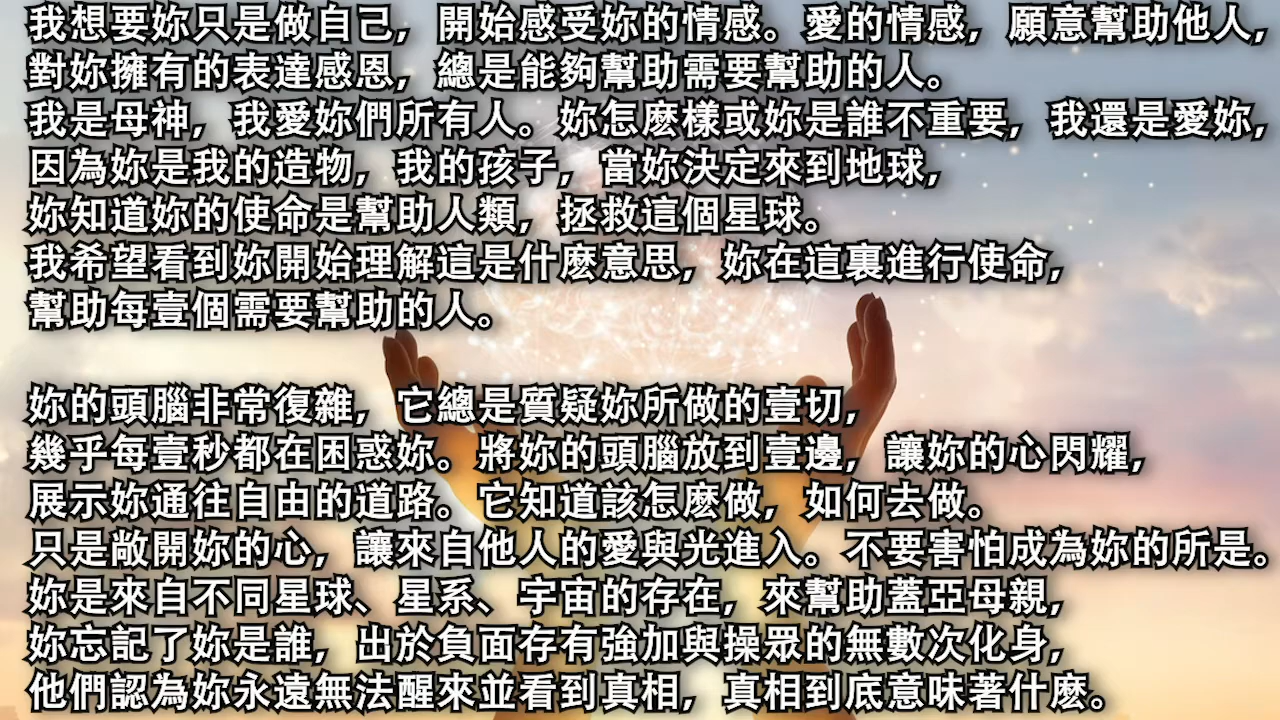 我想要妳只是做自己，開始感受妳的情感。愛的情感，願意幫助他人，
對妳擁有的表達感恩，總是能夠幫助需要幫助的人。
我是母神，我愛妳們所有人。妳怎麽樣或妳是誰不重要，我還是愛妳，
因為妳是我的造物，我的孩子，當妳決定來到地球，
妳知道妳的使命是幫助人類，拯救這個星球。
我希望看到妳開始理解這是什麽意思，妳在這裏進行使命，
幫助每壹個需要幫助的人。
妳的頭腦非常復雜，它總是質疑妳所做的壹切，
幾乎每壹秒都在困惑妳。將妳的頭腦放到壹邊，讓妳的心閃耀，
展示妳通往自由的道路。它知道該怎麽做，如何去做。
只是敞開妳的心，讓來自他人的愛與光進入。不要害怕成為妳的所是。
妳是來自不同星球、星系、宇宙的存在，來幫助蓋亞母親，
妳忘記了妳是誰，出於負面存有強加與操眾的無數次化身，
他們認為妳永遠無法醒來並看到真相，真相到底意味著什麽。